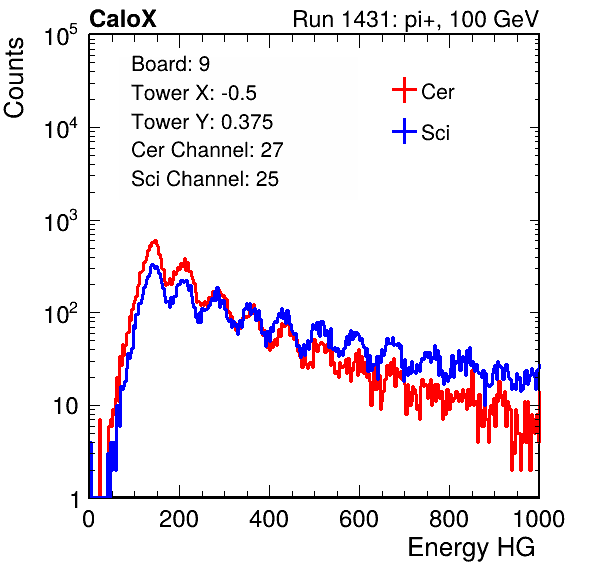 CaloX Run 1431: pi+, 100 GeV
Counts
Board: 9
Tower X: -0.5
Tower Y: 0.375
Cer Channel: 27
Sci Channel: 25
Cer
Sci
10^5
10^4
10^3
10^2
10
1
0 200 400 600 800 1000
Energy HG